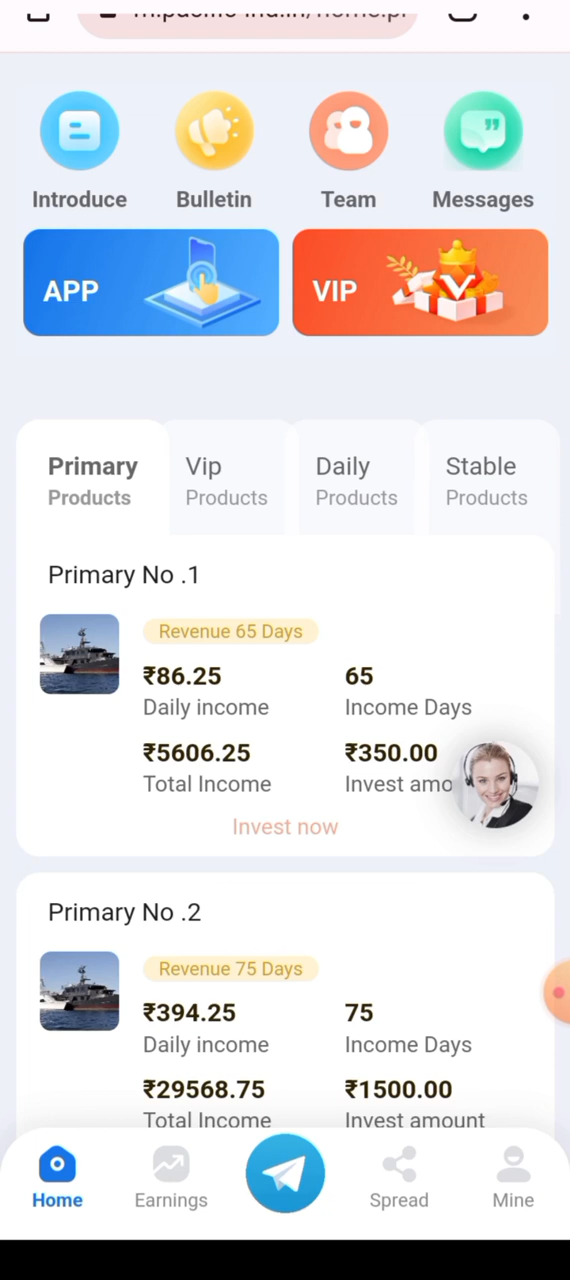 Introduce Bulletin Team Messages
APP VIP
Primary Vip Daily Stable
Products Products Products Products
Primary No .1
Revenue 65 Days
₹86.25 65
Daily income Income Days
₹5606.25 ₹350.00
Total Income Invest amo
Invest now
Primary No .2
Revenue 75 Days
₹394.25 75
Daily income Income Days
₹29568.75 ₹1500.00
Total Income Invest amount
Home Earnings Spread Mine